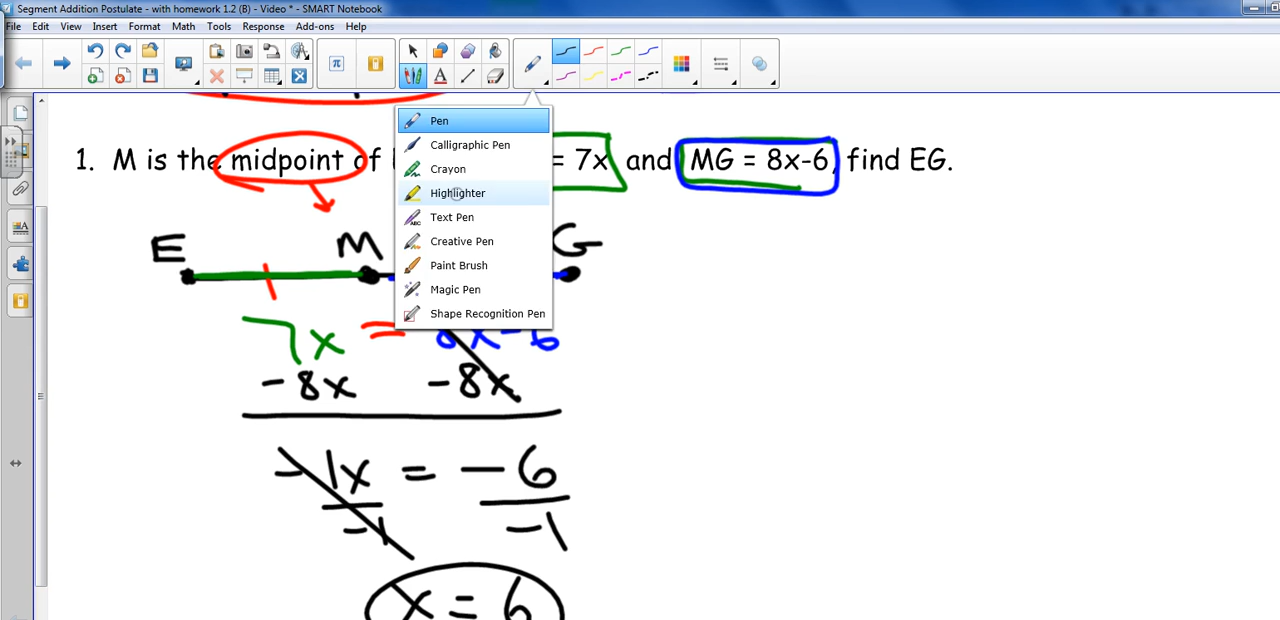 Segment Addition Postulate - with homework 1.2 (B) - Video * - SMART Notebook
File Edit View Insert Format Math Tools Response Add-ons Help
π
A
Pen
Calligraphic Pen
Crayon
Highlighter
Text Pen
Creative Pen
Paint Brush
Magic Pen
Shape Recognition Pen
1. M is the midpoint of = 7x and MG = 8x-6, find EG.
E M G
7x = 8x-6
-8x -8x
-1x = -6
-1 -1
x = 6